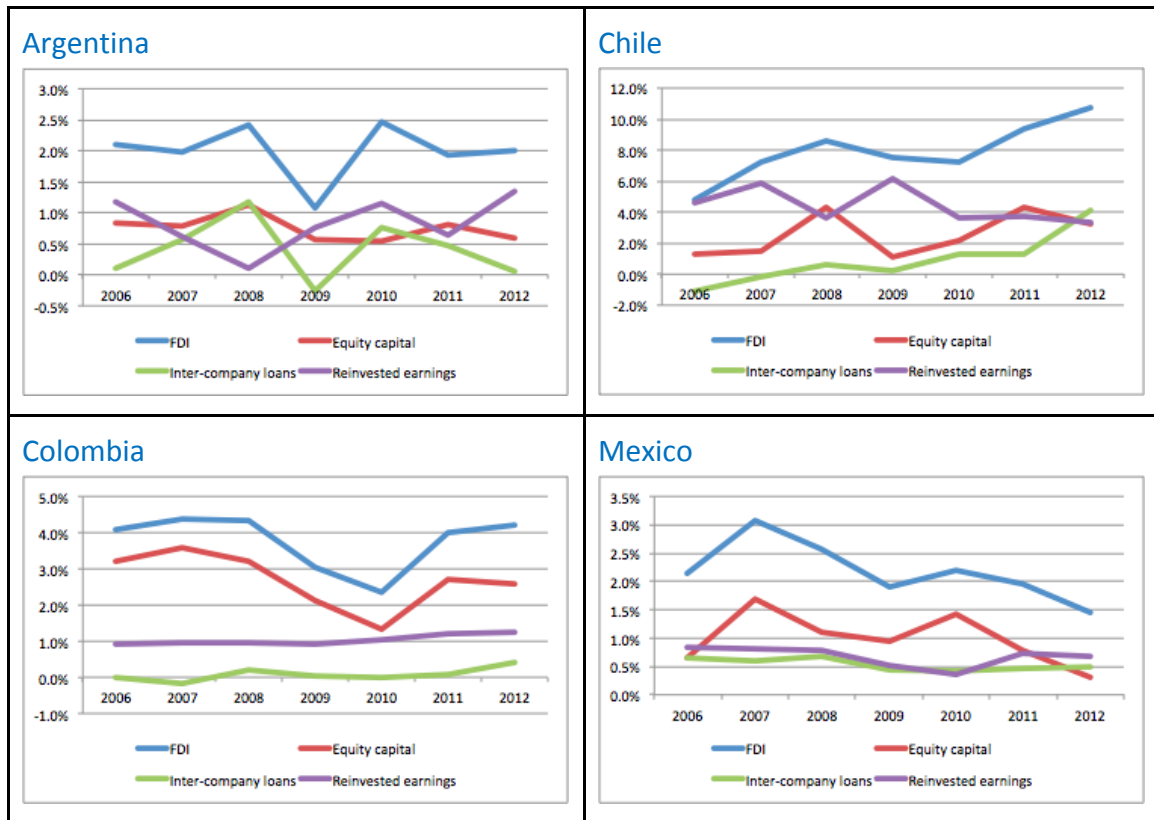 Argentina
3.0%
2.5%
2.0%
1.5%
1.0%
0.5%
0.0%
-0.5%
2006 2007 2008 2009 2010 2011 2012
FDI Equity capital
Inter-company loans Reinvested earnings
Chile
12.0%
10.0%
8.0%
6.0%
4.0%
2.0%
0.0%
-2.0%
2006 2007 2008 2009 2010 2011 2012
FDI Equity capital
Inter-company loans Reinvested earnings
Colombia
5.0%
4.0%
3.0%
2.0%
1.0%
0.0%
-1.0%
2006 2007 2008 2009 2010 2011 2012
FDI Equity capital
Inter-company loans Reinvested earnings
Mexico
3.5%
3.0%
2.5%
2.0%
1.5%
1.0%
0.5%
0.0%
2006 2007 2008 2009 2010 2011 2012
FDI Equity capital
Inter-company loans Reinvested earnings